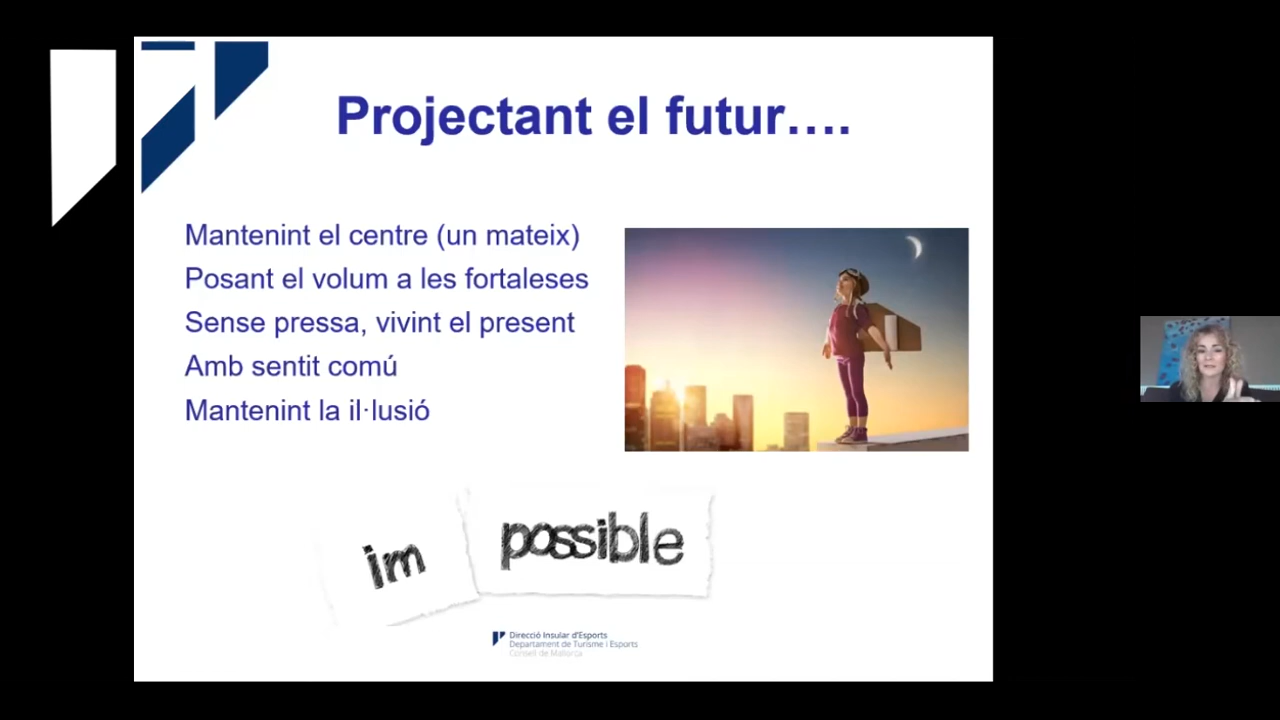 Projectant el futur….
Mantenint el centre (un mateix)
Posant el volum a les fortaleses
Sense pressa, vivint el present
Amb sentit comú
Mantenint la il·lusió
im possible
Direcció Insular d'Esports
Departament de Turisme i Esports
Consell de Mallorca